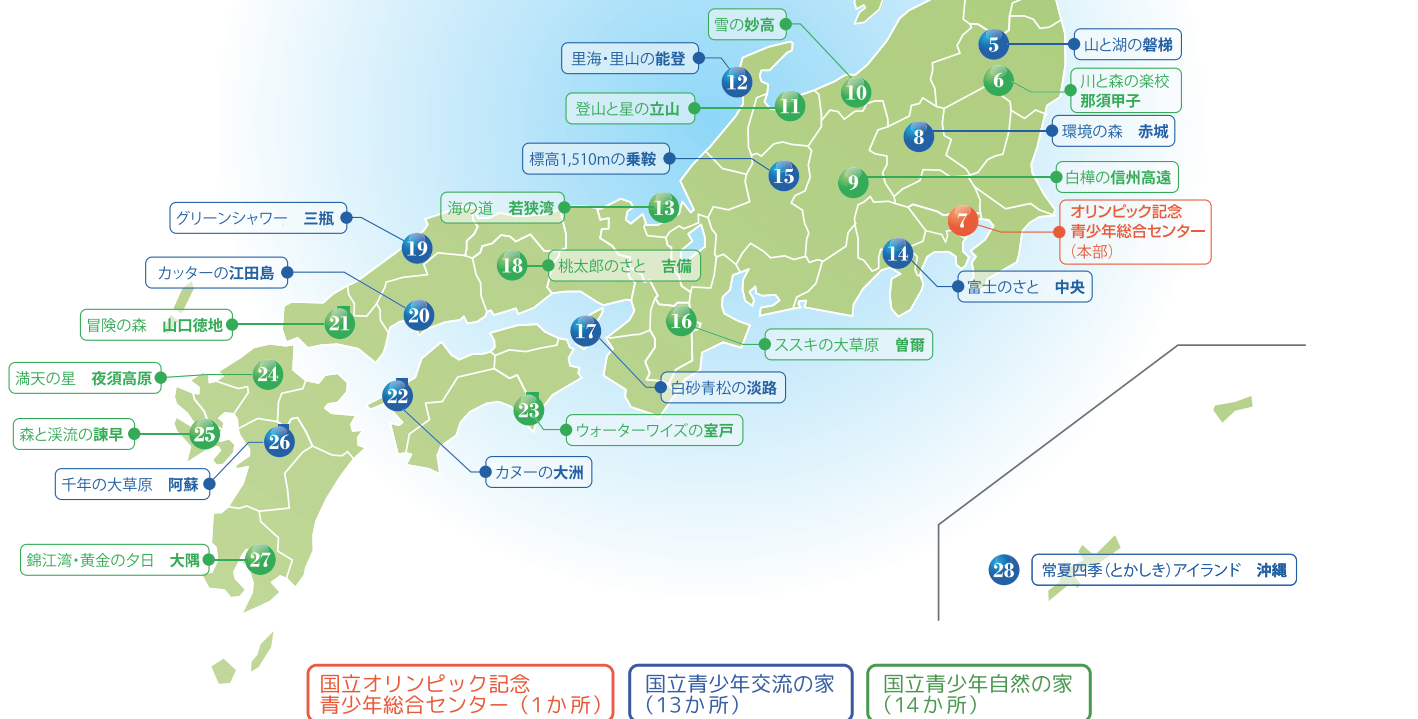 雪の妙高
10
里海・里山の能登
12
登山と星の立山
11
標高1,510mの乗鞍
15
海の道　若狭湾
13
グリーンシャワー　三瓶
19
カッターの江田島
20
桃太郎のさと　吉備
18
冒険の森　山口徳地
21
満天の星　夜須高原
24
森と渓流の諫早
25
千年の大草原　阿蘇
26
錦江湾・黄金の夕日　大隅
27
山と湖の磐梯
5
川と森の楽校
那須甲子
6
環境の森　赤城
8
白樺の信州高遠
9
オリンピック記念
青少年総合センター
（本部）
7
富士のさと　中央
14
ススキの大草原　曽爾
16
白砂青松の淡路
17
ウォーターワイズの室戸
23
カヌーの大洲
22
28
常夏四季（とかしき）アイランド　沖縄
国立オリンピック記念
青少年総合センター（1か所）
国立青少年交流の家
（13か所）
国立青少年自然の家
（14か所）